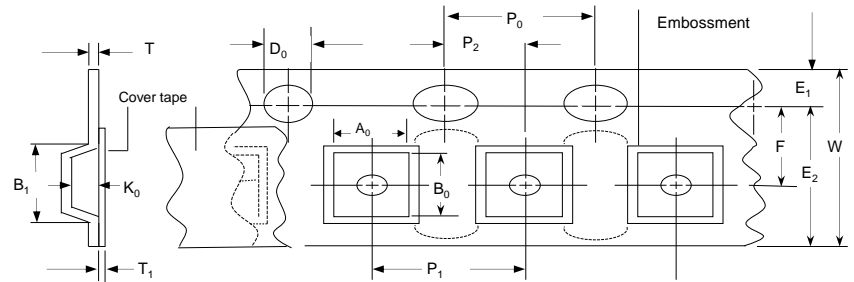 P₀
Embossment
T
D₀
P₂
E₁
Cover tape
A₀
F
W
B₁
K₀
B₀
E₂
T₁
P₁